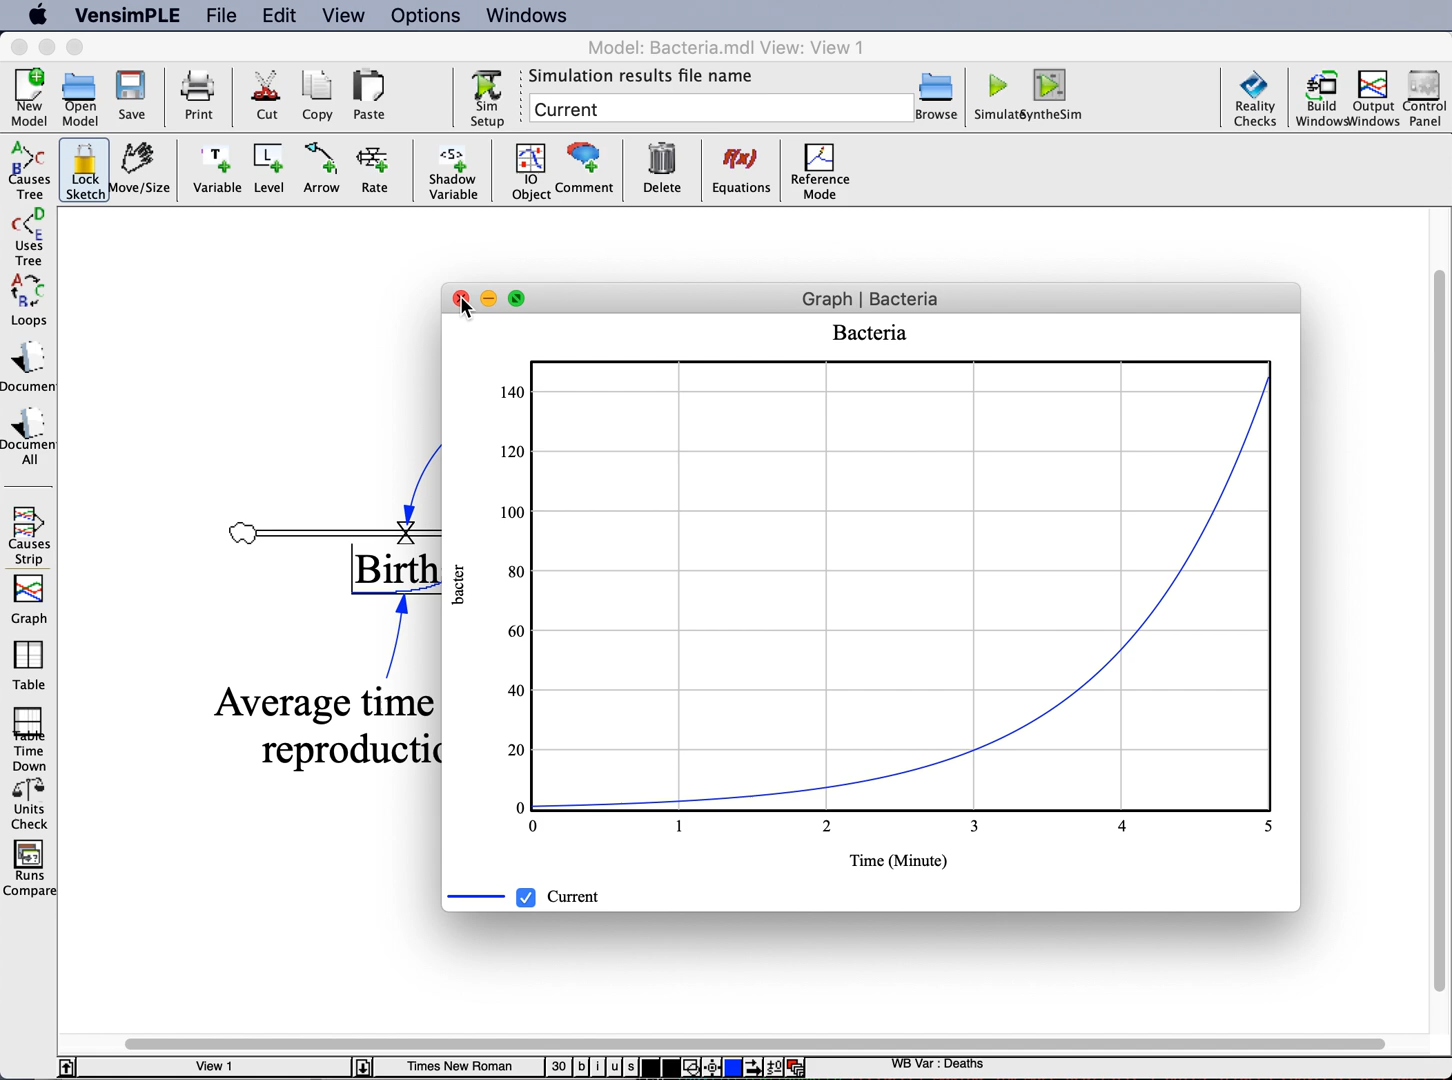 VensimPLE File Edit View Options Windows
Model: Bacteria.mdl View: View 1
Simulation results file name
New Model
Open Model
Save
Print
Cut
Copy
Paste
Sim Setup
Current
Browse
Simulate
SyntheSim
Reality Checks
Build Windows
Output Windows
Control Panel
Causes Tree
Lock Sketch
Move/Size
Variable
Level
Arrow
Rate
Shadow Variable
IO Object
Comment
Delete
Equations
Reference Mode
Uses Tree
Loops
Documen
Documen
All
Causes Strip
Graph
Table
Table Time Down
Units Check
Runs Compare
Birth
Average time
reproductio
Graph | Bacteria
Bacteria
bacter
140
120
100
80
60
40
20
0
0 1 2 3 4 5
Time (Minute)
Current
View 1 Times New Roman 30 b i u s WB Var : Deaths